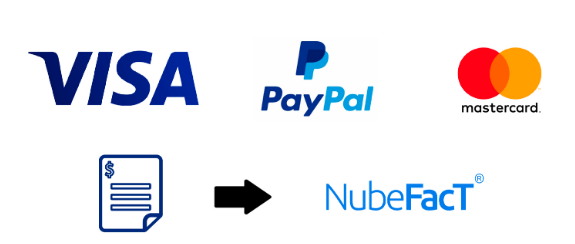 VISA
PayPal
mastercard.
$
NubeFacT®